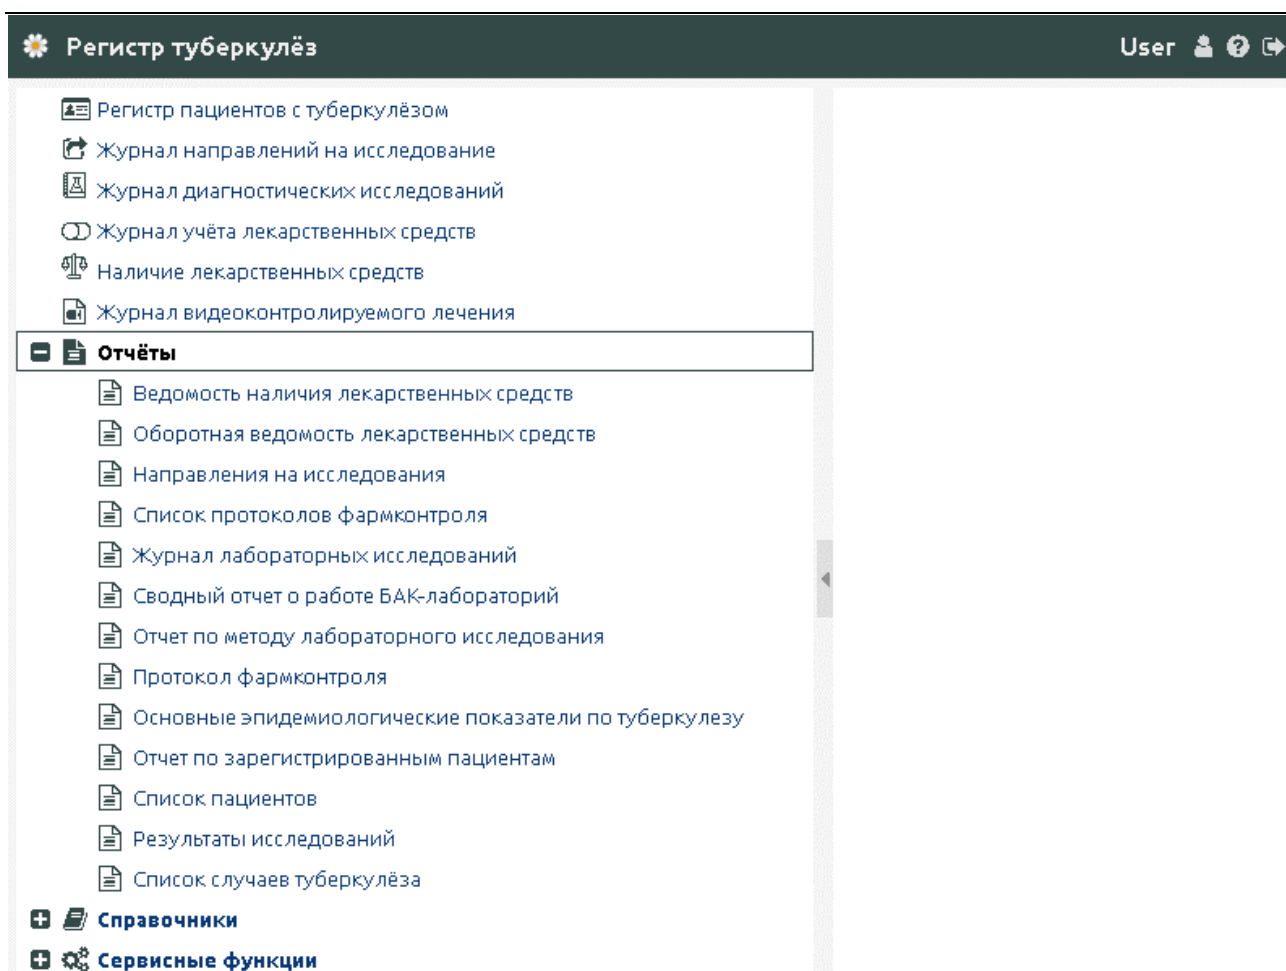 Регистр туберкулёз
User
Регистр пациентов с туберкулёзом
Журнал направлений на исследование
Журнал диагностических исследований
Журнал учёта лекарственных средств
Наличие лекарственных средств
Журнал видеоконтролируемого лечения
Отчёты
Ведомость наличия лекарственных средств
Оборотная ведомость лекарственных средств
Направления на исследования
Список протоколов фармконтроля
Журнал лабораторных исследований
Сводный отчет о работе БАК-лабораторий
Отчет по методу лабораторного исследования
Протокол фармконтроля
Основные эпидемиологические показатели по туберкулезу
Отчет по зарегистрированным пациентам
Список пациентов
Результаты исследований
Список случаев туберкулёза
Справочники
Сервисные функции